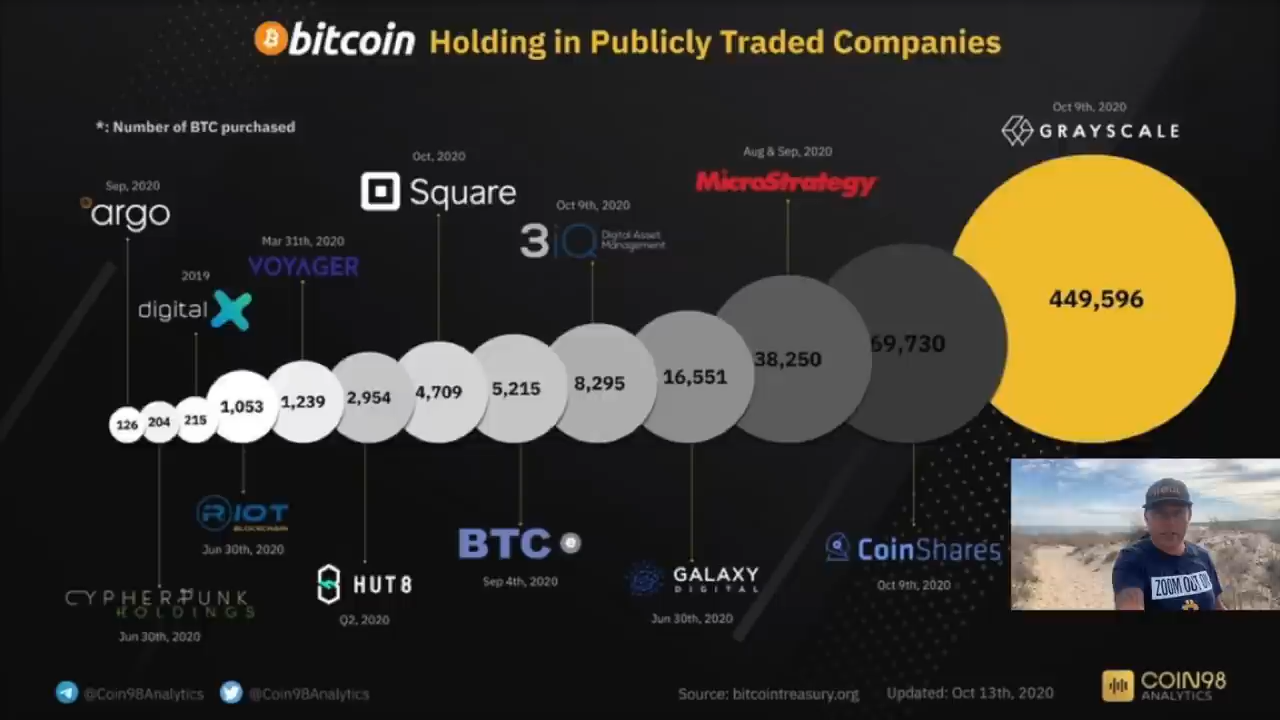 bitcoin Holding in Publicly Traded Companies
*: Number of BTC purchased
Sep, 2020
argo
2019
digital X
Mar 31th, 2020
VOYAGER
Oct, 2020
Square
Oct 9th, 2020
3iQ Digital Asset
Management
Aug & Sep, 2020
MicroStrategy
Oct 9th, 2020
GRAYSCALE
126
204
215
1,053
1,239
2,954
4,709
5,215
8,295
16,551
38,250
69,730
449,596
RIOT
BLOCKCHAIN
Jun 30th, 2020
CYPHERPUNK
HOLDINGS
Jun 30th, 2020
HUT 8
Q2, 2020
BTC
Sep 4th, 2020
GALAXY
DIGITAL
Jun 30th, 2020
CoinShares
Oct 9th, 2020
ZOOM OUT
@Coin98Analytics
@Coin98Analytics
Source: bitcointreasury.org
Updated: Oct 13th, 2020
COIN98
ANALYTICS